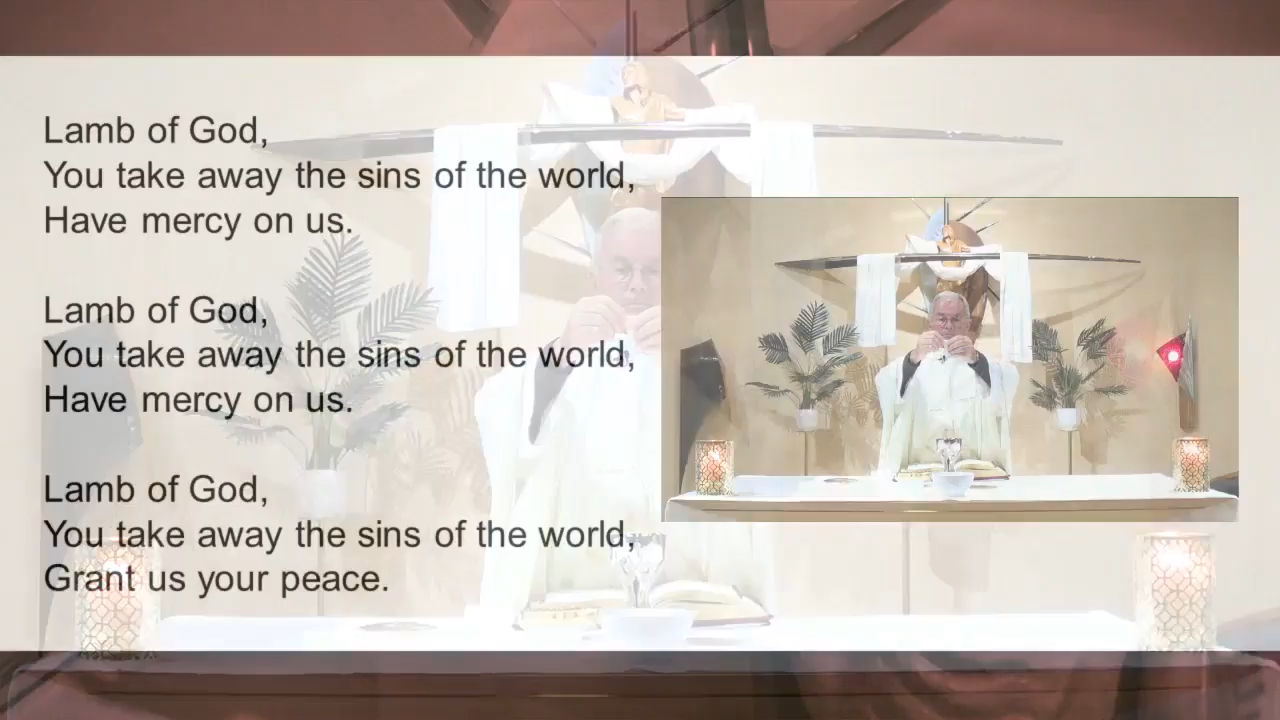 Lamb of God,
You take away the sins of the world,
Have mercy on us.
Lamb of God,
You take away the sins of the world,
Have mercy on us.
Lamb of God,
You take away the sins of the world,
Grant us your peace.